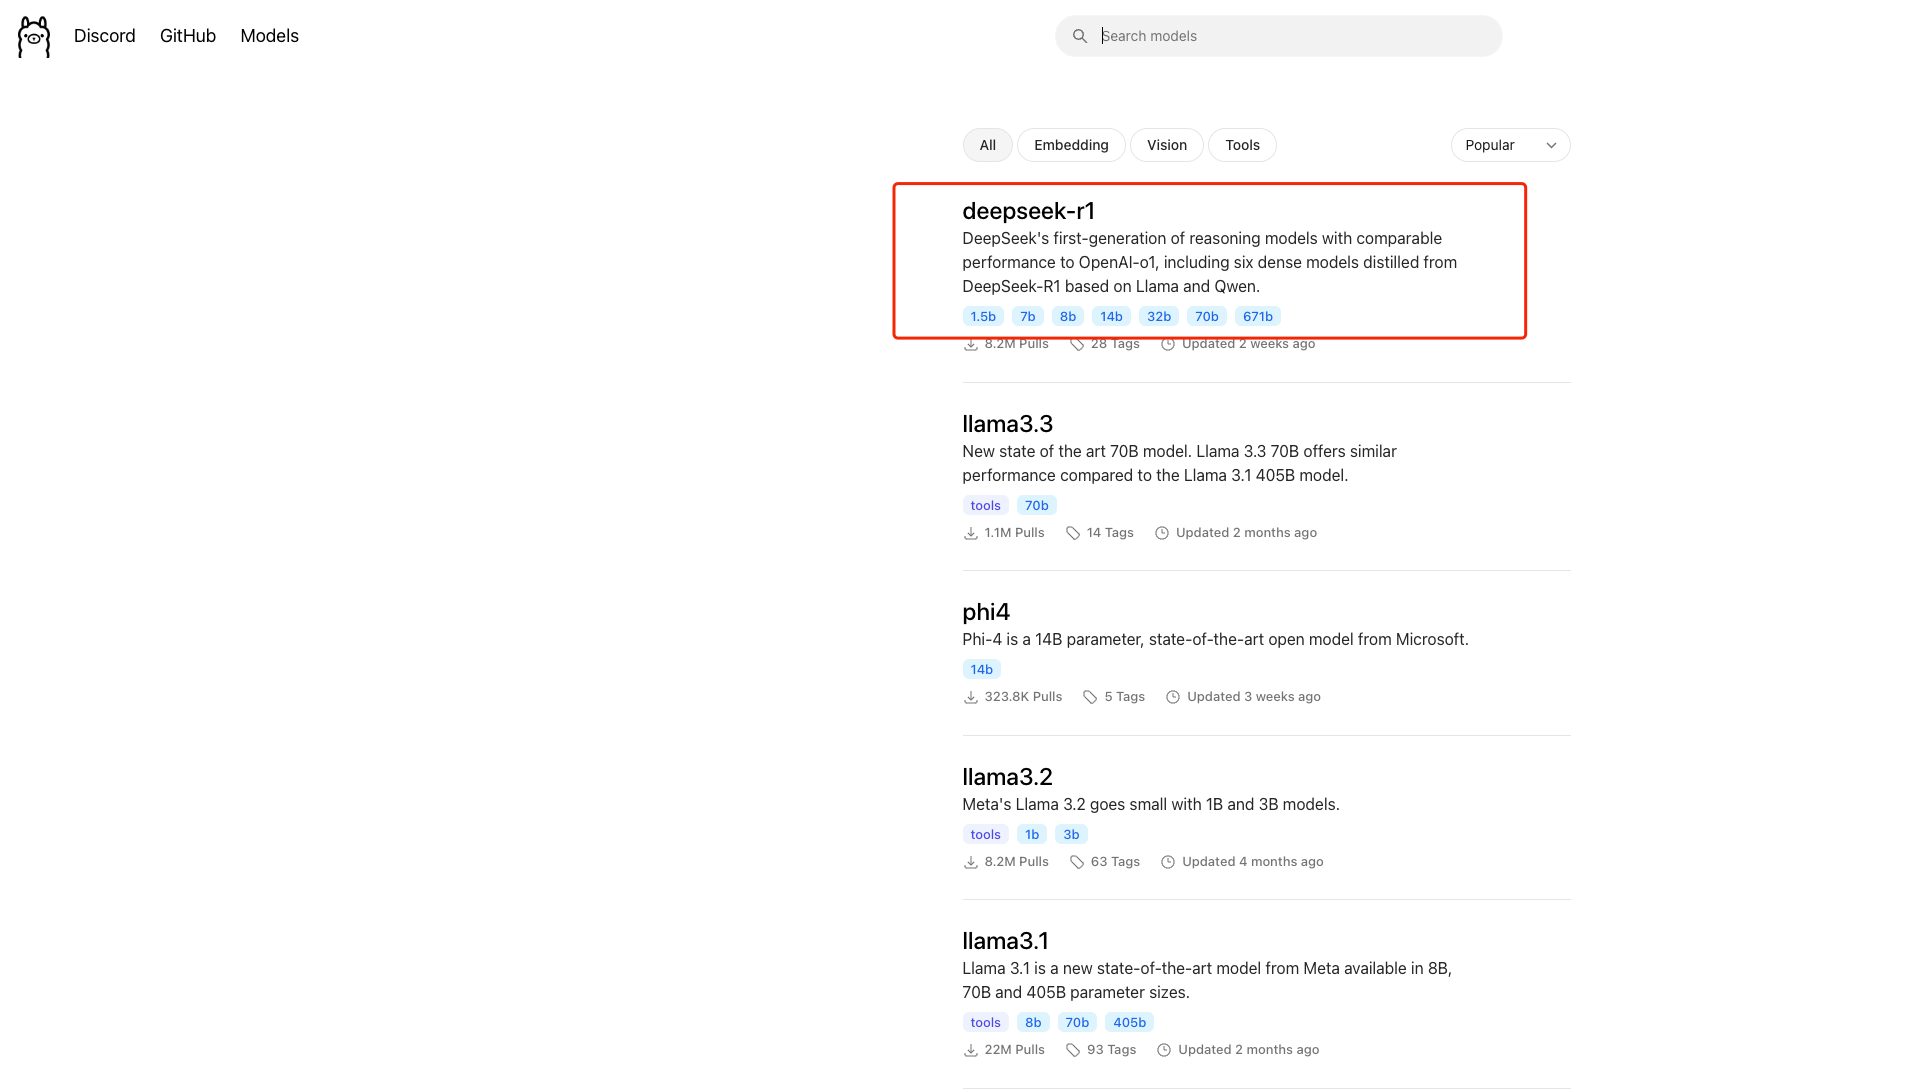 Discord GitHub Models
Search models
All Embedding Vision Tools Popular
deepseek-r1
DeepSeek's first-generation of reasoning models with comparable
performance to OpenAI-o1, including six dense models distilled from
DeepSeek-R1 based on Llama and Qwen.
1.5b 7b 8b 14b 32b 70b 671b
8.2M Pulls 28 Tags Updated 2 weeks ago
llama3.3
New state of the art 70B model. Llama 3.3 70B offers similar
performance compared to the Llama 3.1 405B model.
tools 70b
1.1M Pulls 14 Tags Updated 2 months ago
phi4
Phi-4 is a 14B parameter, state-of-the-art open model from Microsoft.
14b
323.8K Pulls 5 Tags Updated 3 weeks ago
llama3.2
Meta's Llama 3.2 goes small with 1B and 3B models.
tools 1b 3b
8.2M Pulls 63 Tags Updated 4 months ago
llama3.1
Llama 3.1 is a new state-of-the-art model from Meta available in 8B,
70B and 405B parameter sizes.
tools 8b 70b 405b
22M Pulls 93 Tags Updated 2 months ago